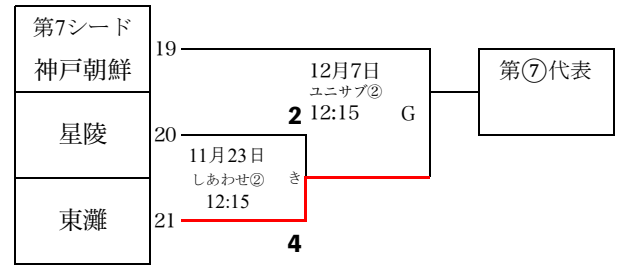 第7シード
神戸朝鮮
19
12月7日
ユニサブ②
2 12:15 G
第⑦代表
星陵
20
11月23日
しあわせ② き
12:15
東灘
21
4